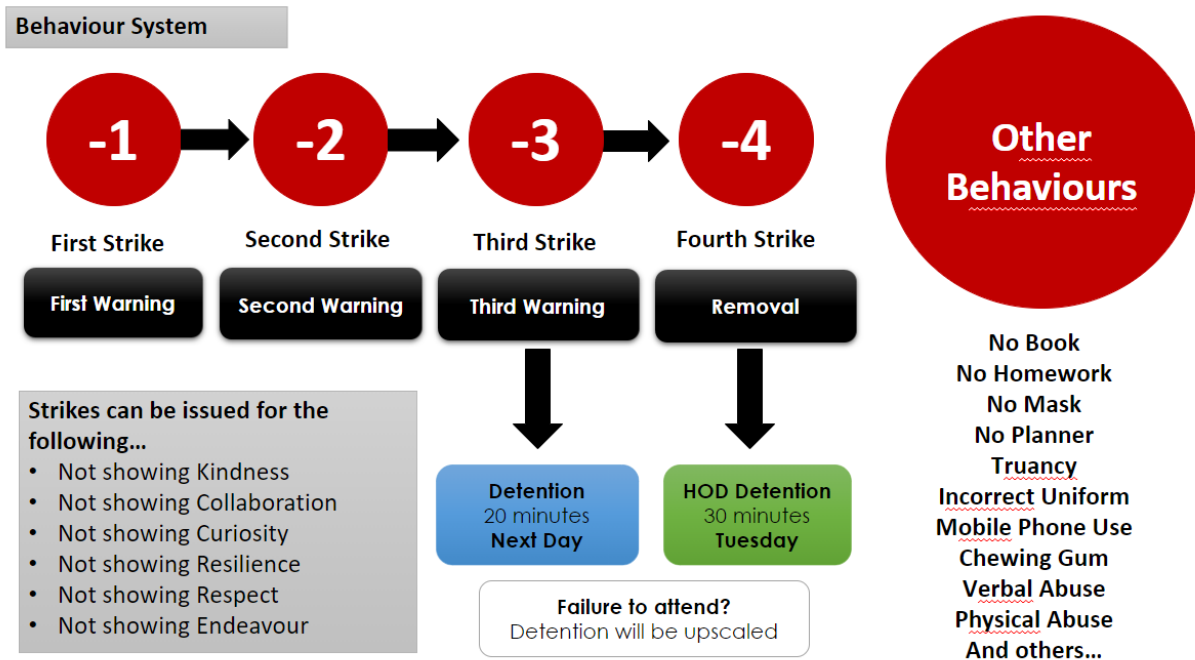 Behaviour System
-1
-2
-3
-4
First Strike
Second Strike
Third Strike
Fourth Strike
First Warning
Second Warning
Third Warning
Removal
Strikes can be issued for the
following...
• Not showing Kindness
• Not showing Collaboration
• Not showing Curiosity
• Not showing Resilience
• Not showing Respect
• Not showing Endeavour
Detention
20 minutes
Next Day
HOD Detention
30 minutes
Tuesday
Failure to attend?
Detention will be upscaled
Other
Behaviours
No Book
No Homework
No Mask
No Planner
Truancy
Incorrect Uniform
Mobile Phone Use
Chewing Gum
Verbal Abuse
Physical Abuse
And others...